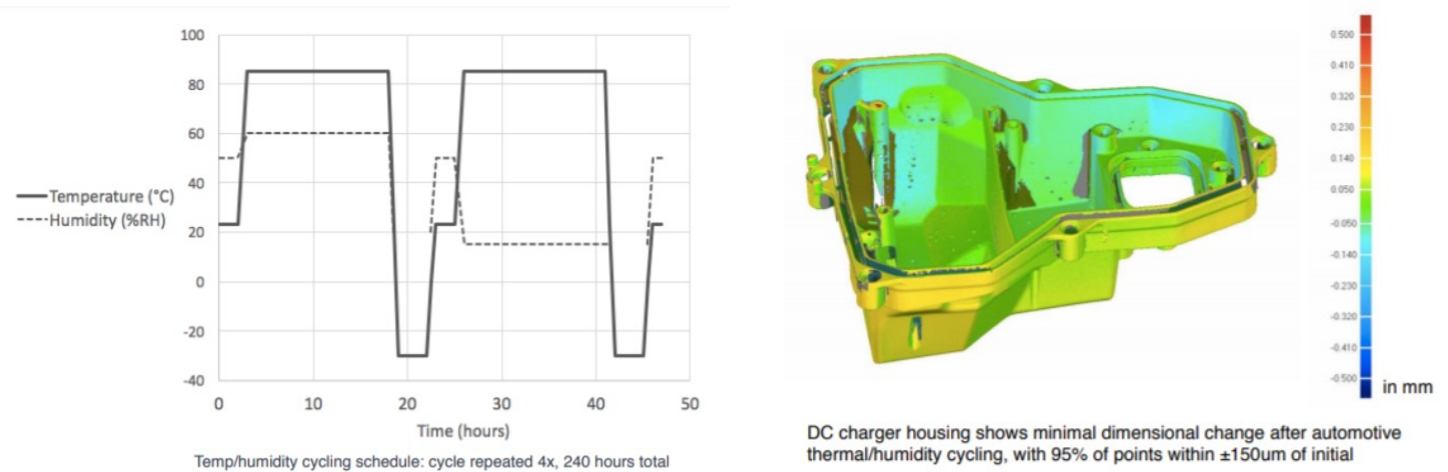 100
80
60
40
20
0
-20
-40
Temperature (°C)
Humidity (%RH)
0 10 20 30 40 50
Time (hours)
Temp/humidity cycling schedule: cycle repeated 4x, 240 hours total
0.500
0.410
0.320
0.230
0.140
0.050
-0.050
-0.140
-0.230
-0.320
-0.410
-0.500
in mm
DC charger housing shows minimal dimensional change after automotive
thermal/humidity cycling, with 95% of points within ±150um of initial